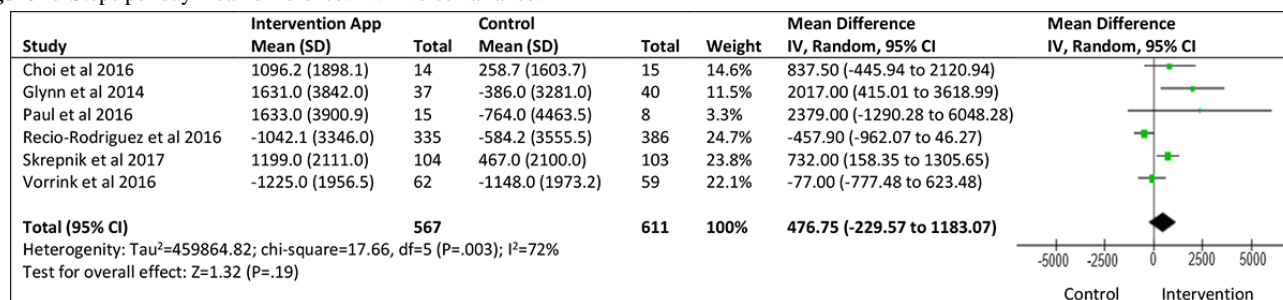 Intervention App Control Mean Difference Mean Difference
Study Mean (SD) Total Mean (SD) Total Weight IV, Random, 95% CI IV, Random, 95% CI
Choi et al 2016 1096.2 (1898.1) 14 258.7 (1603.7) 15 14.6% 837.50 (-445.94 to 2120.94)
Glynn et al 2014 1631.0 (3842.0) 37 -386.0 (3281.0) 40 11.5% 2017.00 (415.01 to 3618.99)
Paul et al 2016 1633.0 (3900.9) 15 -764.0 (4463.5) 8 3.3% 2379.00 (-1290.28 to 6048.28)
Recio-Rodriguez et al 2016 -1042.1 (3346.0) 335 -584.2 (3555.5) 386 24.7% -457.90 (-962.07 to 46.27)
Skrepnik et al 2017 1199.0 (2111.0) 104 467.0 (2100.0) 103 23.8% 732.00 (158.35 to 1305.65)
Vorrink et al 2016 -1225.0 (1956.5) 62 -1148.0 (1973.2) 59 22.1% -77.00 (-777.48 to 623.48)
Total (95% CI) 567 611 100% 476.75 (-229.57 to 1183.07)
Heterogenity: Tau²=459864.82; chi-square=17.66, df=5 (P=.003); I²=72%
Test for overall effect: Z=1.32 (P=.19)
-5000 -2500 0 2500 5000
Control Intervention